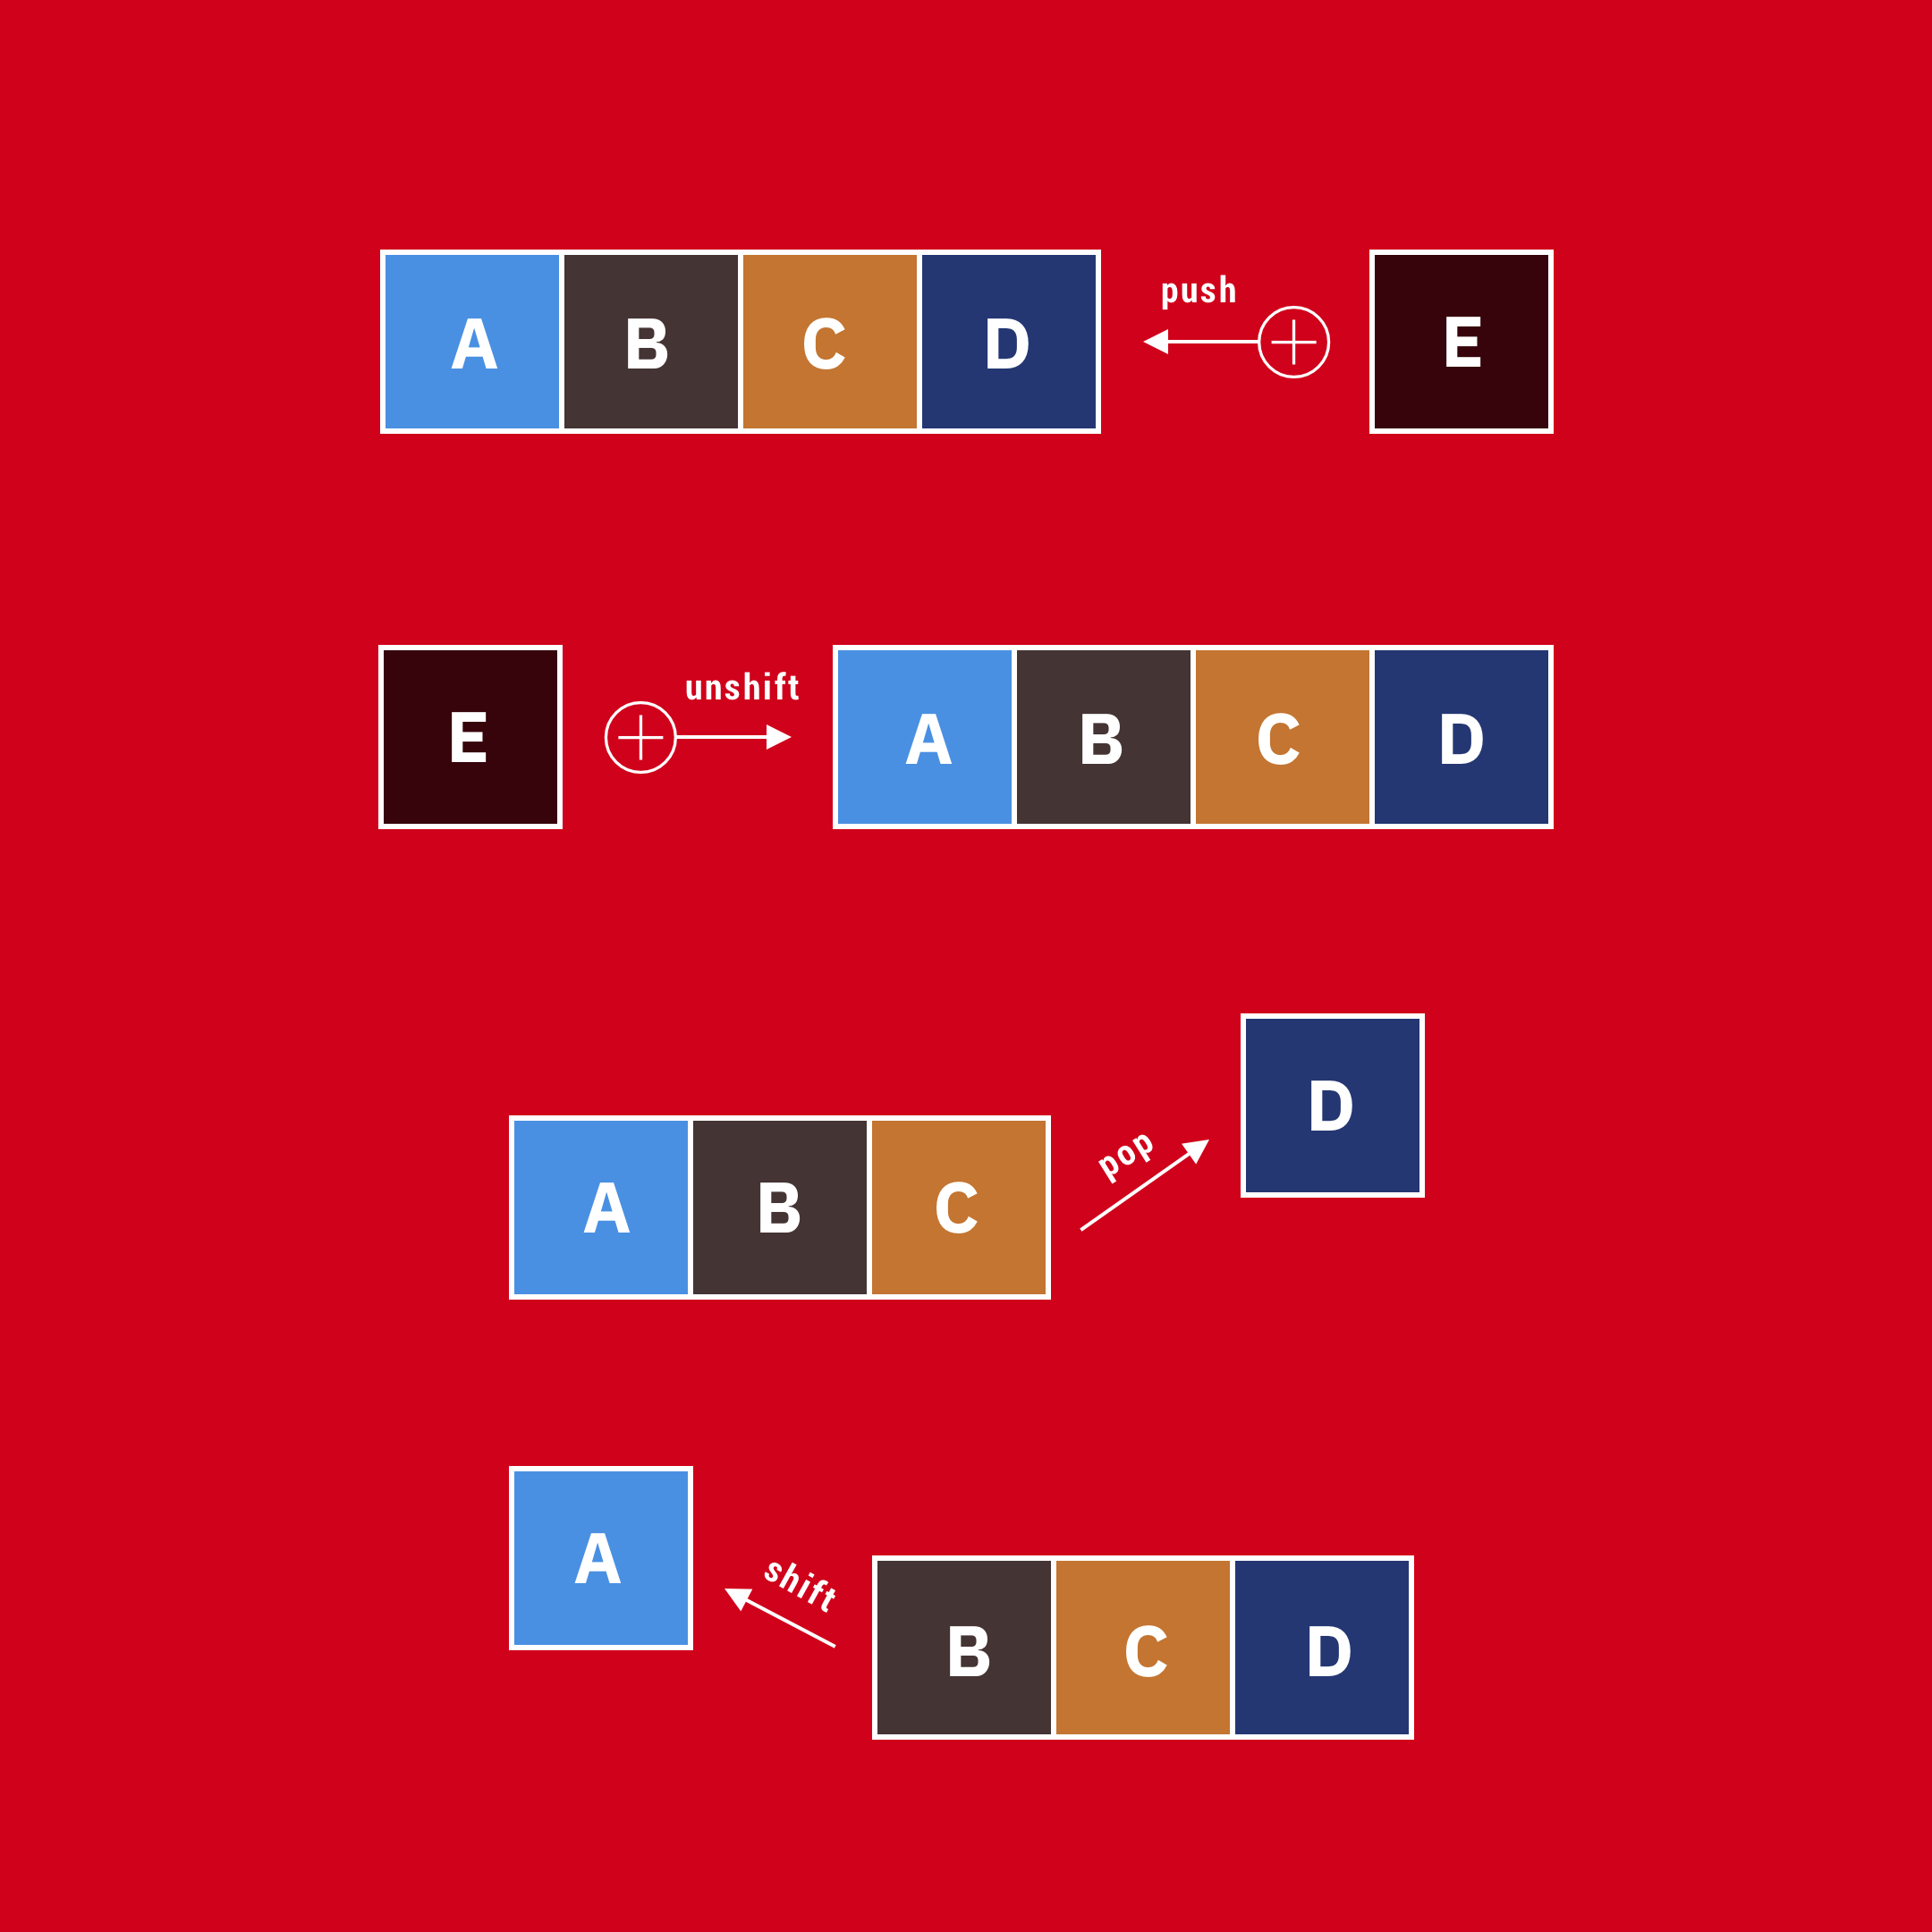 A B C D push E
E unshift A B C D
D
A B C pop
A shift
B C D